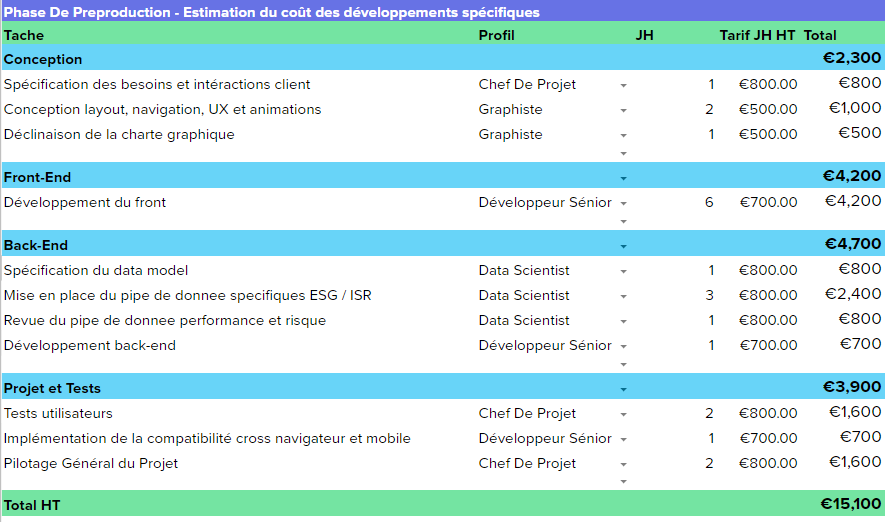 Phase De Preproduction - Estimation du coût des développements spécifiques
Tache Profil JH Tarif JH HT Total
Conception €2,300
Spécification des besoins et intéractions client Chef De Projet 1 €800.00 €800
Conception layout, navigation, UX et animations Graphiste 2 €500.00 €1,000
Déclinaison de la charte graphique Graphiste 1 €500.00 €500
Front-End €4,200
Développement du front Développeur Sénior 6 €700.00 €4,200
Back-End €4,700
Spécification du data model Data Scientist 1 €800.00 €800
Mise en place du pipe de donnee specifiques ESG / ISR Data Scientist 3 €800.00 €2,400
Revue du pipe de donnee performance et risque Data Scientist 1 €800.00 €800
Développement back-end Développeur Sénior 1 €700.00 €700
Projet et Tests €3,900
Tests utilisateurs Chef De Projet 2 €800.00 €1,600
Implémentation de la compatibilité cross navigateur et mobile Développeur Sénior 1 €700.00 €700
Pilotage Général du Projet Chef De Projet 2 €800.00 €1,600
Total HT €15,100